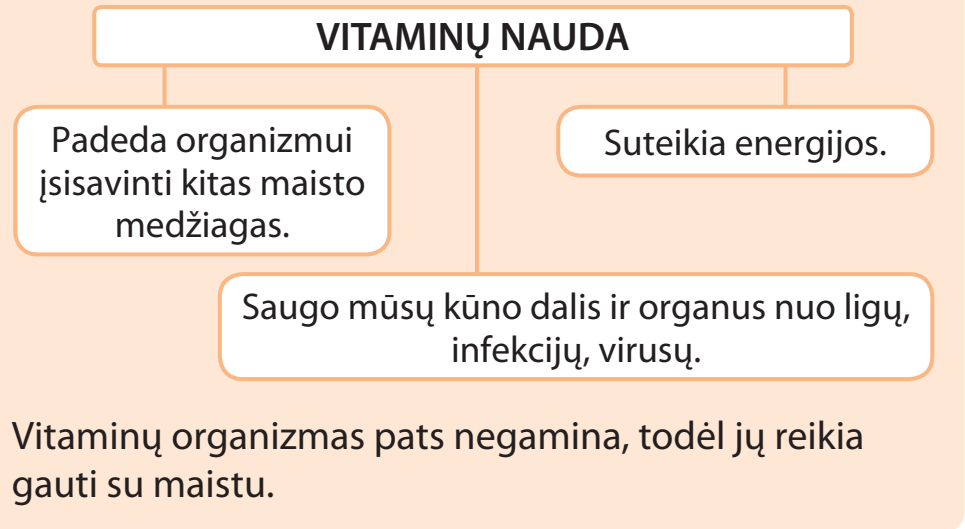 VITAMINŲ NAUDA
Padeda organizmui
įsisavinti kitas maisto
medžiagas.
Suteikia energijos.
Saugo mūsų kūno dalis ir organus nuo ligų,
infekcijų, virusų.
Vitaminų organizmas pats negamina, todėl jų reikia
gauti su maistu.